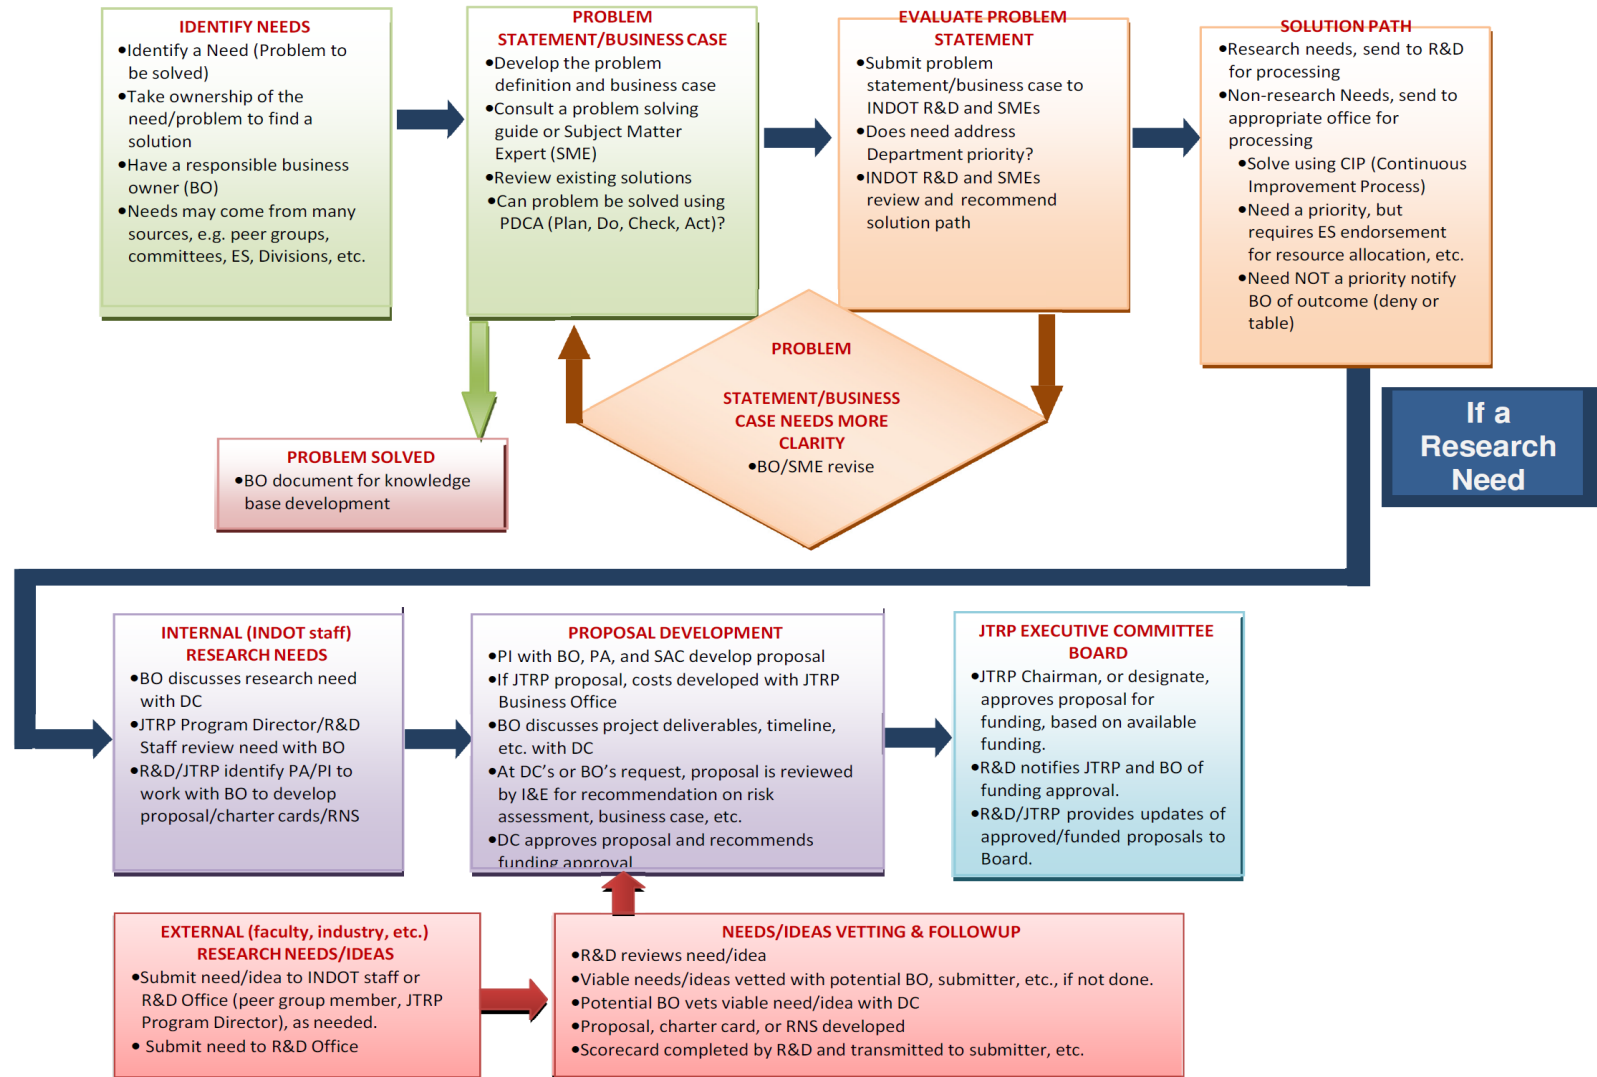 IDENTIFY NEEDS
•Identify a Need (Problem to
be solved)
•Take ownership of the
need/problem to find a
solution
•Have a responsible business
owner (BO)
•Needs may come from many
sources, e.g. peer groups,
committees, ES, Divisions, etc.
PROBLEM
STATEMENT/BUSINESS CASE
•Develop the problem
definition and business case
•Consult a problem solving
guide or Subject Matter
Expert (SME)
•Review existing solutions
•Can problem be solved using
PDCA (Plan, Do, Check, Act)?
EVALUATE PROBLEM
STATEMENT
•Submit problem
statement/business case to
INDOT R&D and SMEs
•Does need address
Department priority?
•INDOT R&D and SMEs
review and recommend
solution path
SOLUTION PATH
•Research needs, send to R&D
for processing
•Non-research Needs, send to
appropriate office for
processing
•Solve using CIP (Continuous
Improvement Process)
•Need a priority, but
requires ES endorsement
for resource allocation, etc.
•Need NOT a priority notify
BO of outcome (deny or
table)
PROBLEM
STATEMENT/BUSINESS
CASE NEEDS MORE
CLARITY
•BO/SME revise
PROBLEM SOLVED
•BO document for knowledge
base development
If a
Research
Need
INTERNAL (INDOT staff)
RESEARCH NEEDS
•BO discusses research need
with DC
•JTRP Program Director/R&D
Staff review need with BO
•R&D/JTRP identify PA/PI to
work with BO to develop
proposal/charter cards/RNS
PROPOSAL DEVELOPMENT
•PI with BO, PA, and SAC develop proposal
•If JTRP proposal, costs developed with JTRP
Business Office
•BO discusses project deliverables, timeline,
etc. with DC
•At DC's or BO's request, proposal is reviewed
by I&E for recommendation on risk
assessment, business case, etc.
•DC approves proposal and recommends
funding approval
JTRP EXECUTIVE COMMITTEE
BOARD
•JTRP Chairman, or designate,
approves proposal for
funding, based on available
funding.
•R&D notifies JTRP and BO of
funding approval.
•R&D/JTRP provides updates of
approved/funded proposals to
Board.
EXTERNAL (faculty, industry, etc.)
RESEARCH NEEDS/IDEAS
•Submit need/idea to INDOT staff or
R&D Office (peer group member, JTRP
Program Director), as needed.
• Submit need to R&D Office
NEEDS/IDEAS VETTING & FOLLOWUP
•R&D reviews need/idea
•Viable needs/ideas vetted with potential BO, submitter, etc., if not done.
•Potential BO vets viable need/idea with DC
•Proposal, charter card, or RNS developed
•Scorecard completed by R&D and transmitted to submitter, etc.